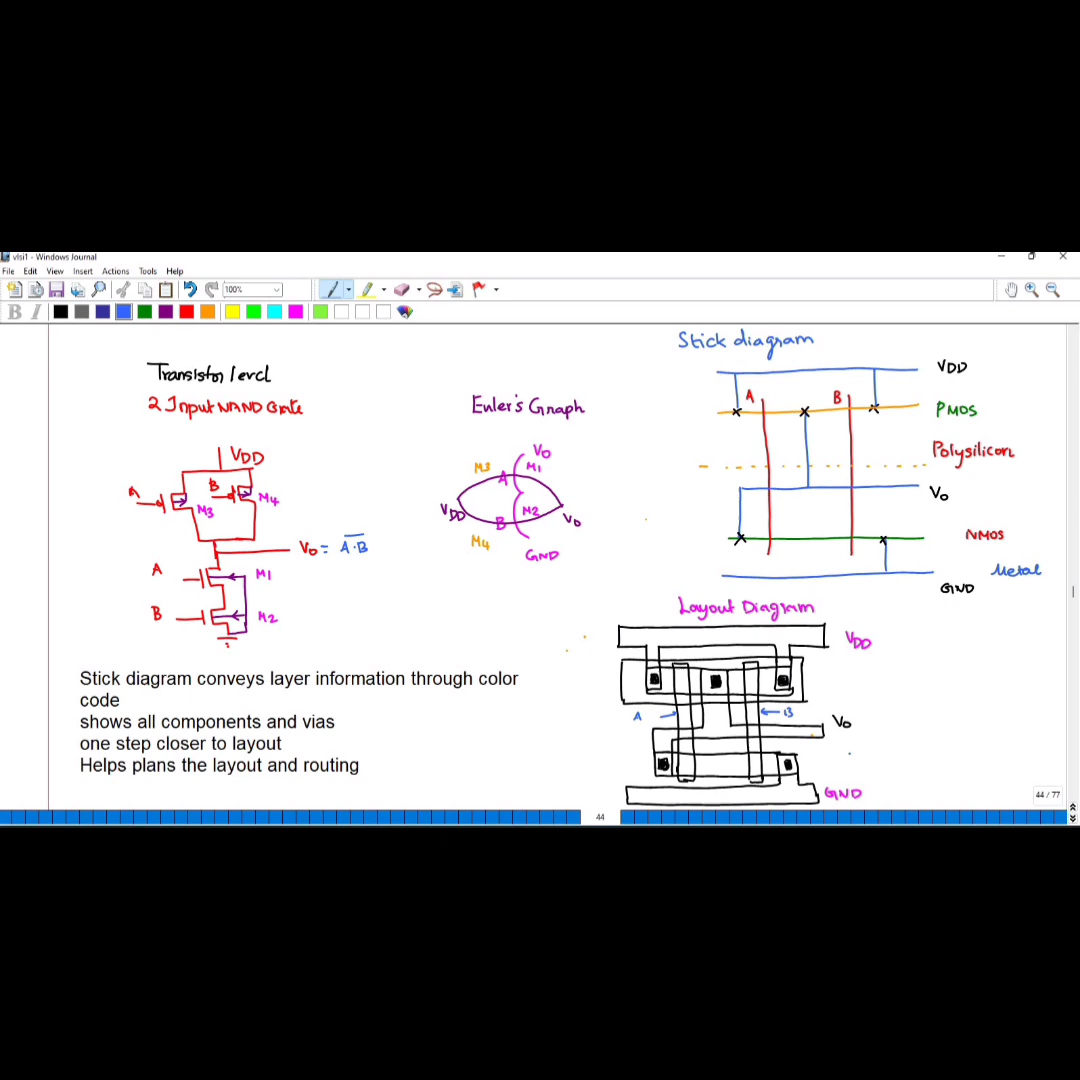 vlsi1 - Windows Journal
File Edit View Insert Actions Tools Help
100%
B I
Transistor level
2 Input NAND Gate
VDD
A
B
M3
M4
Vo = A·B
A
M1
B
M2
Euler's Graph
Vo
M3
M1
A
VDD
M2
B
Vo
M4
GND
Stick diagram
VDD
A
B
PMOS
Polysilicon
Vo
NMOS
Metal
GND
Layout Diagram
VDD
A
B
Vo
GND
Stick diagram conveys layer information through color
code
shows all components and vias
one step closer to layout
Helps plans the layout and routing
44 / 77
44